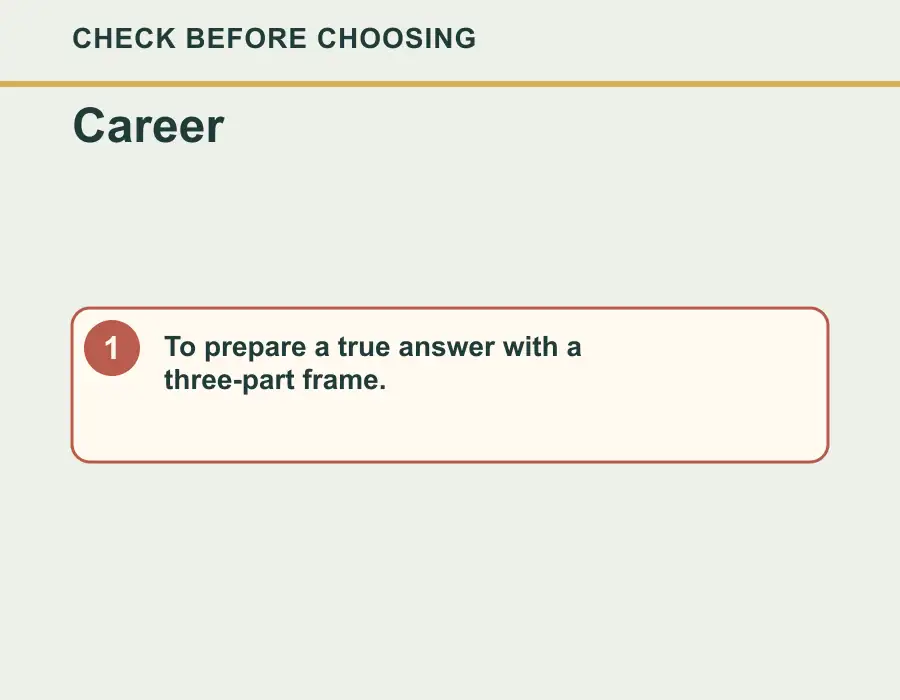 CHECK BEFORE CHOOSING
Career
1
To prepare a true answer with a
three-part frame.